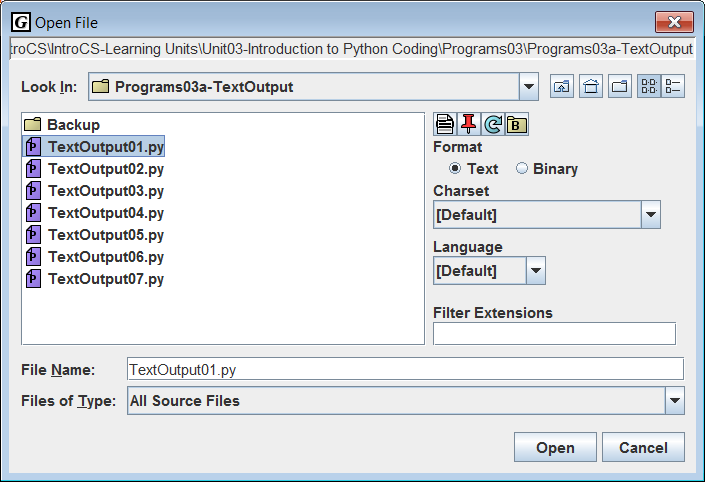 G Open File
roCS\IntroCS-Learning Units\Unit03-Introduction to Python Coding\Programs03\Programs03a-TextOutput
Look In: Programs03a-TextOutput
Backup
TextOutput01.py
TextOutput02.py
TextOutput03.py
TextOutput04.py
TextOutput05.py
TextOutput06.py
TextOutput07.py
B
Format
Text Binary
Charset
[Default]
Language
[Default]
Filter Extensions
File Name: TextOutput01.py
Files of Type: All Source Files
Open Cancel